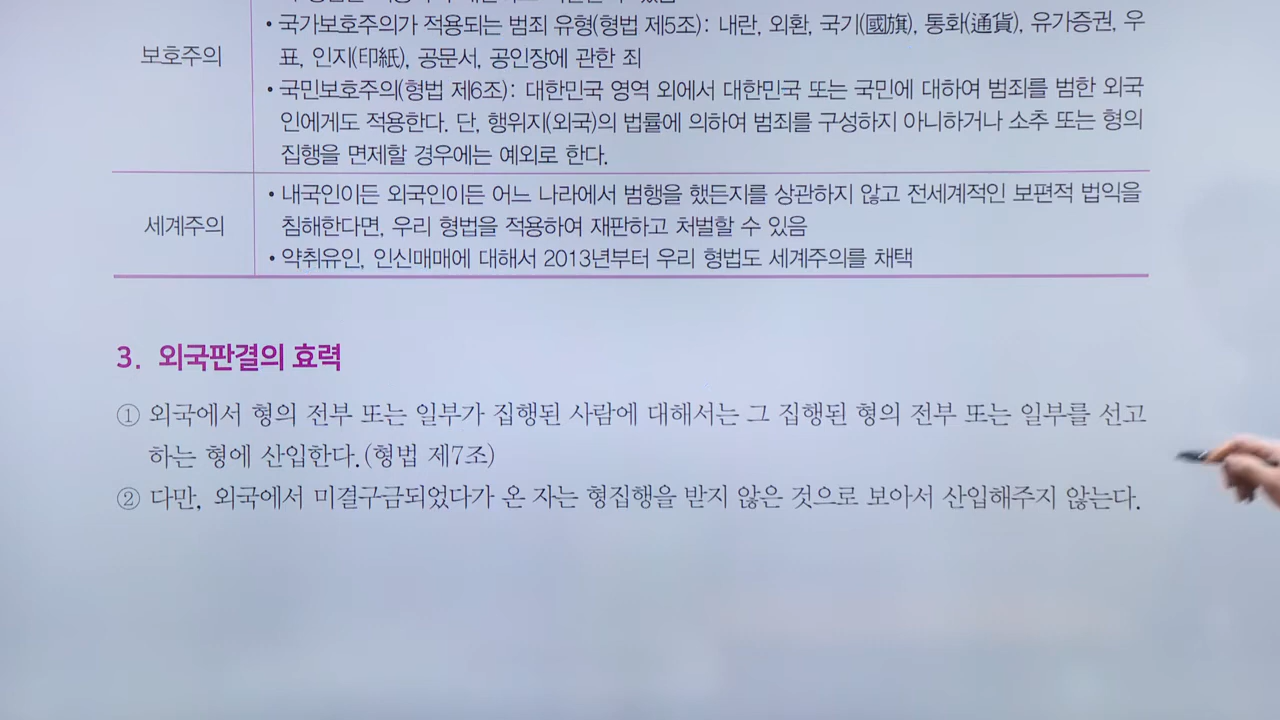 보호주의
• 국가보호주의가 적용되는 범죄 유형(형법 제5조): 내란, 외환, 국기(國旗), 통화(通貨), 유가증권, 우
표, 인지(印紙), 공문서, 공인장에 관한 죄
• 국민보호주의(형법 제6조): 대한민국 영역 외에서 대한민국 또는 국민에 대하여 범죄를 범한 외국
인에게도 적용한다. 단, 행위지(외국)의 법률에 의하여 범죄를 구성하지 아니하거나 소추 또는 형의
집행을 면제할 경우에는 예외로 한다.
세계주의
• 내국인이든 외국인이든 어느 나라에서 범행을 했든지를 상관하지 않고 전세계적인 보편적 법익을
침해한다면, 우리 형법을 적용하여 재판하고 처벌할 수 있음
• 약취유인, 인신매매에 대해서 2013년부터 우리 형법도 세계주의를 채택
3. 외국판결의 효력
① 외국에서 형의 전부 또는 일부가 집행된 사람에 대해서는 그 집행된 형의 전부 또는 일부를 선고
하는 형에 산입한다.(형법 제7조)
② 다만, 외국에서 미결구금되었다가 온 자는 형집행을 받지 않은 것으로 보아서 산입해주지 않는다.